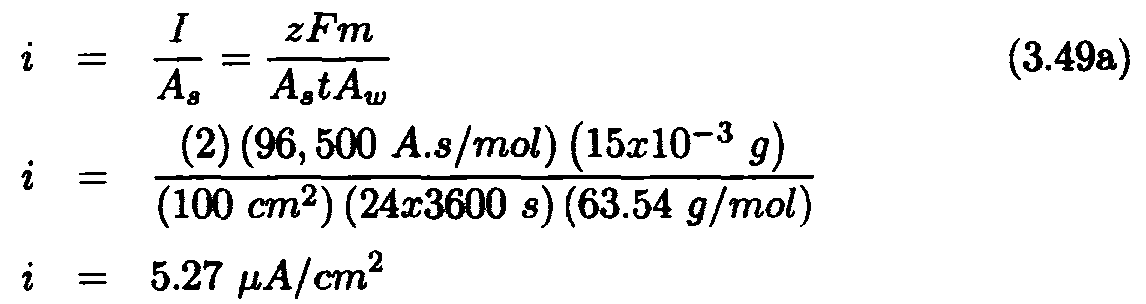 i = I / A_s = zFm / A_s t A_w (3.49a)
i = (2) (96, 500 A.s/mol) (15x10^−3 g) / (100 cm^2) (24x3600 s) (63.54 g/mol)
i = 5.27 μA/cm^2